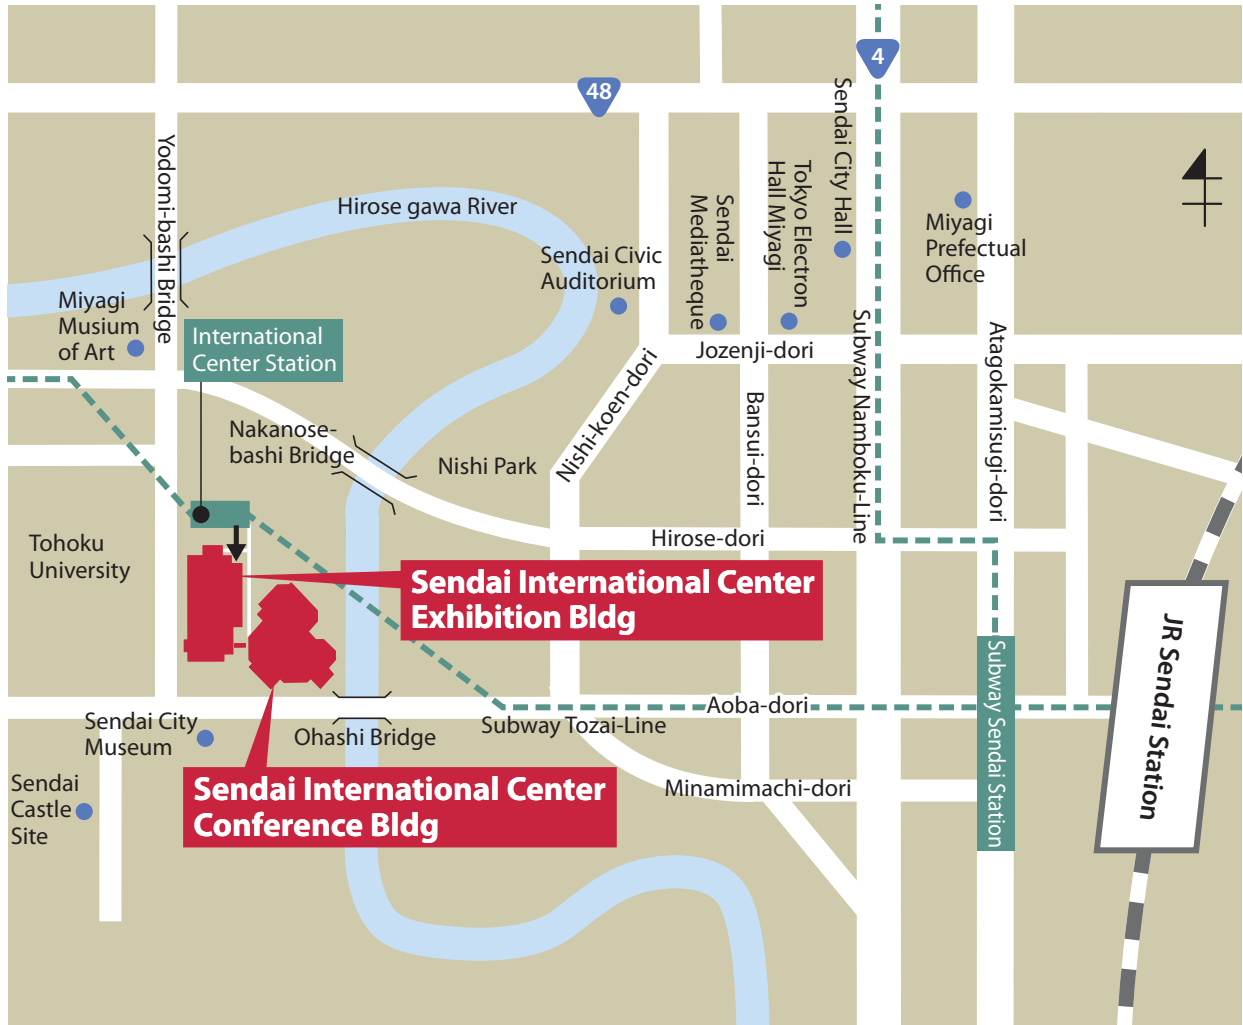 4
48
Yodomi-bashi Bridge
Hirose gawa River
Sendai Civic
Auditorium
Sendai
Mediatheque
Tokyo Electron
Hall Miyagi
Sendai City Hall
Miyagi
Prefectual
Office
Miyagi
Musium
of Art
International
Center Station
Jozenji-dori
Nishi-koen-dori
Bansui-dori
Subway Namboku-Line
Atagokamisugi-dori
Nakanose-
bashi Bridge
Nishi Park
Hirose-dori
Tohoku
University
Sendai International Center
Exhibition Bldg
JR Sendai Station
Subway Sendai Station
Aoba-dori
Subway Tozai-Line
Sendai City
Museum
Ohashi Bridge
Sendai International Center
Conference Bldg
Minamimachi-dori
Sendai
Castle
Site